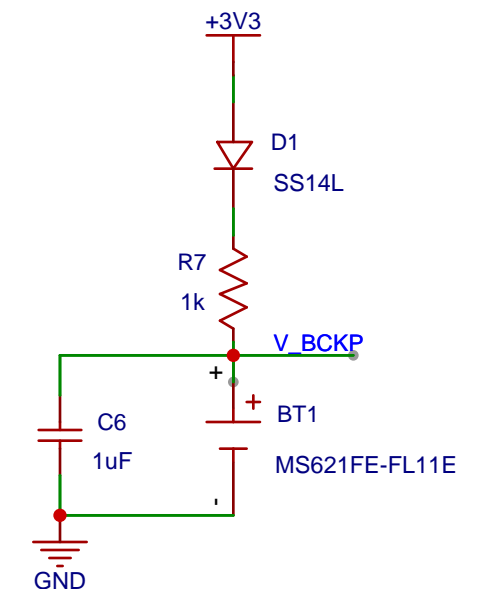 +3V3
D1
SS14L
R7
1k
V_BCKP
+
+
C6
BT1
1uF
MS621FE-FL11E
-
GND